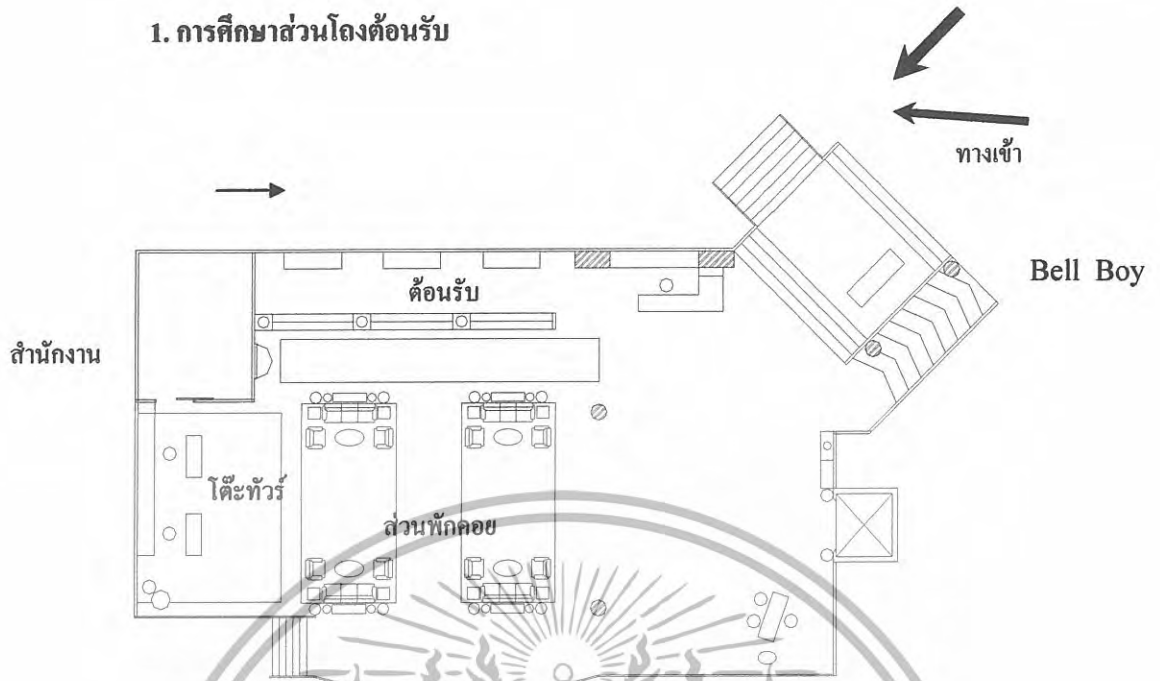 1. การศึกษาส่วนโถงต้อนรับ
ทางเข้า
Bell Boy
ต้อนรับ
สำนักงาน
โต๊ะทัวร์
ส่วนพักคอย